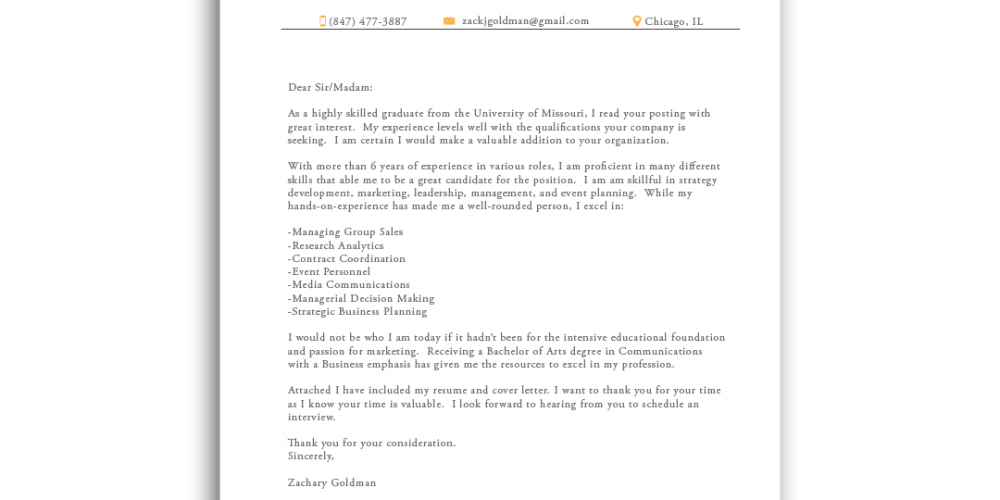 (847) 477-3887 zackjgoldman@gmail.com Chicago, IL
Dear Sir/Madam:
As a highly skilled graduate from the University of Missouri, I read your posting with
great interest. My experience levels well with the qualifications your company is
seeking. I am certain I would make a valuable addition to your organization.
With more than 6 years of experience in various roles, I am proficient in many different
skills that able me to be a great candidate for the position. I am am skillful in strategy
development, marketing, leadership, management, and event planning. While my
hands-on-experience has made me a well-rounded person, I excel in:
-Managing Group Sales
-Research Analytics
-Contract Coordination
-Event Personnel
-Media Communications
-Managerial Decision Making
-Strategic Business Planning
I would not be who I am today if it hadn't been for the intensive educational foundation
and passion for marketing. Receiving a Bachelor of Arts degree in Communications
with a Business emphasis has given me the resources to excel in my profession.
Attached I have included my resume and cover letter. I want to thank you for your time
as I know your time is valuable. I look forward to hearing from you to schedule an
interview.
Thank you for your consideration.
Sincerely,
Zachary Goldman